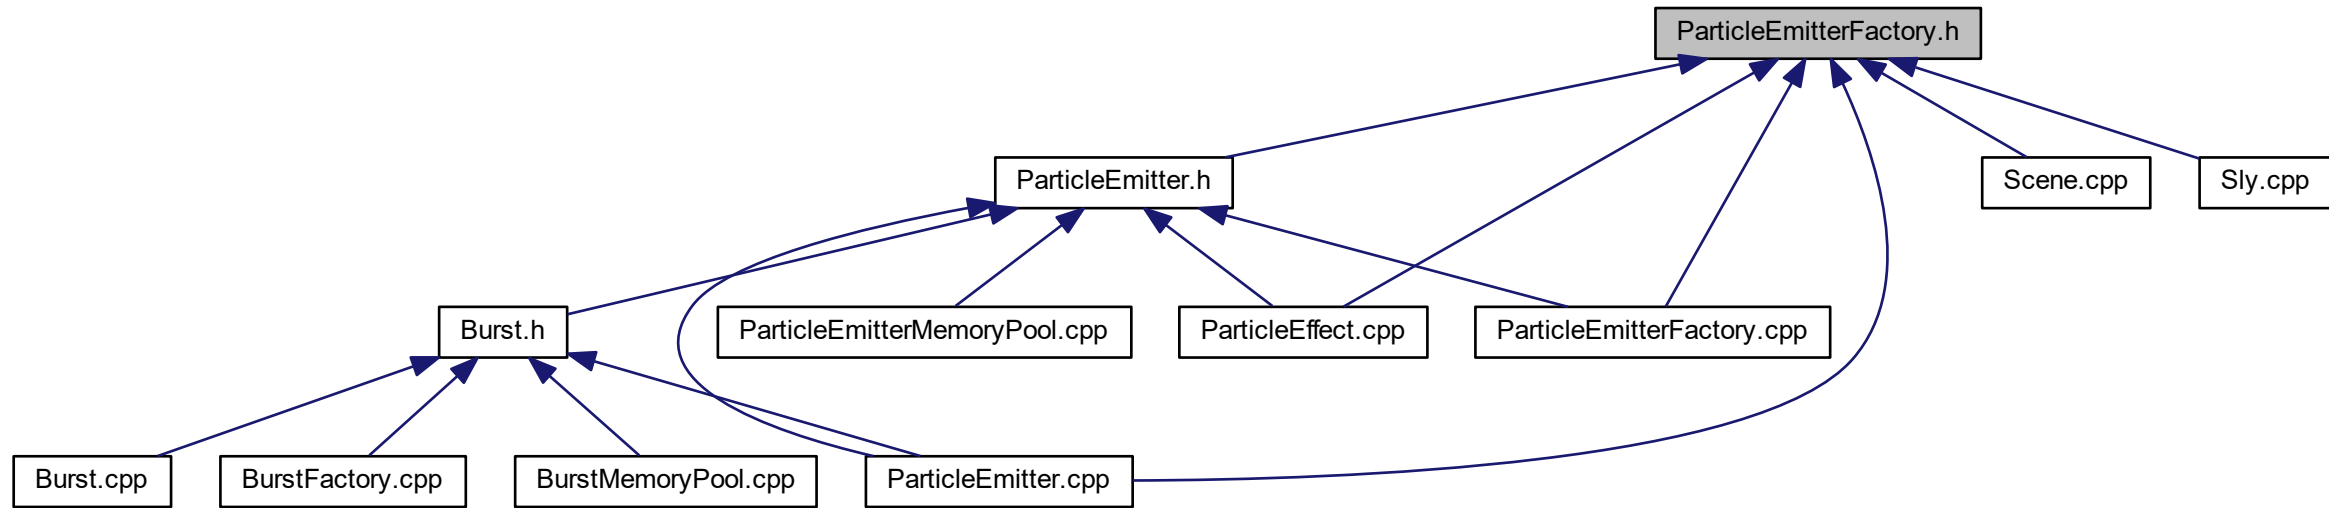 ParticleEmitterFactory.h
ParticleEmitter.h
Scene.cpp
Sly.cpp
Burst.h
ParticleEmitterMemoryPool.cpp
ParticleEffect.cpp
ParticleEmitterFactory.cpp
Burst.cpp
BurstFactory.cpp
BurstMemoryPool.cpp
ParticleEmitter.cpp